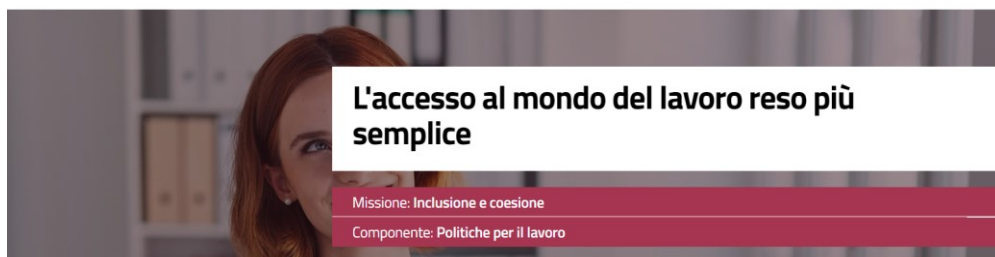 L'accesso al mondo del lavoro reso più
semplice
Missione: Inclusione e coesione
Componente: Politiche per il lavoro